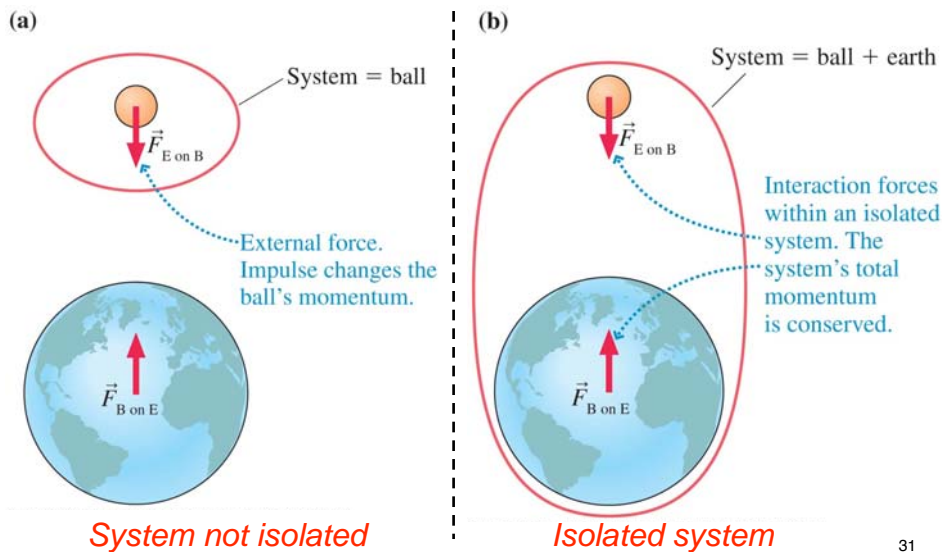 (a)
System = ball
F⃗ E on B
External force.
Impulse changes the
ball's momentum.
F⃗ B on E
System not isolated
(b)
System = ball + earth
F⃗ E on B
Interaction forces
within an isolated
system. The
system's total
momentum
is conserved.
F⃗ B on E
Isolated system
31